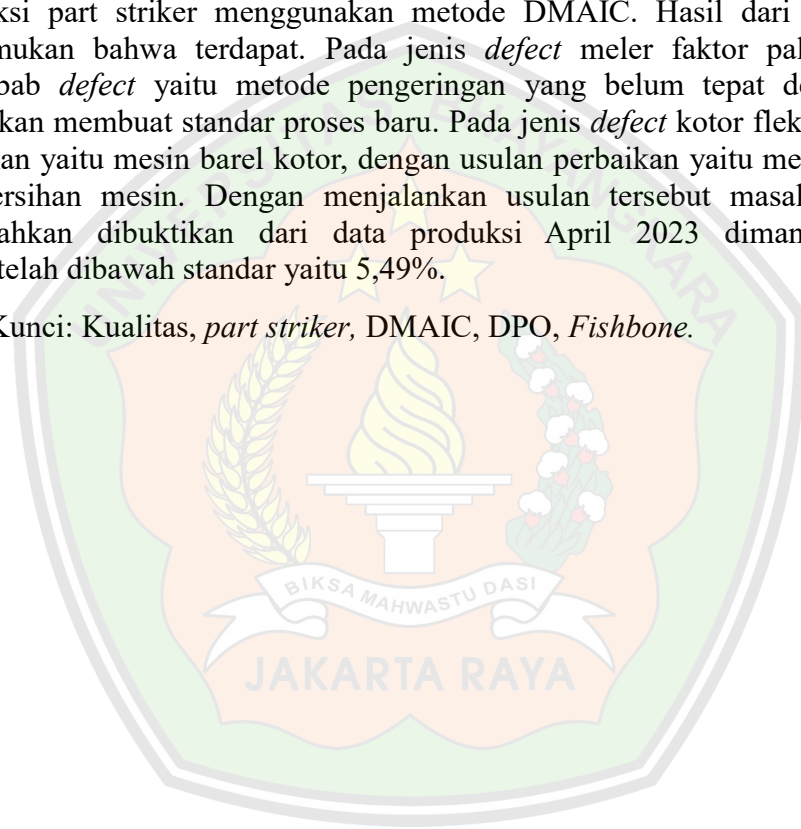 ksi part striker menggunakan metode DMAIC. Hasil dari
mukan bahwa terdapat. Pada jenis defect meler faktor pal
bab defect yaitu metode pengeringan yang belum tepat de
kan membuat standar proses baru. Pada jenis defect kotor flek
an yaitu mesin barel kotor, dengan usulan perbaikan yaitu me
ersihan mesin. Dengan menjalankan usulan tersebut masal
ahkan dibuktikan dari data produksi April 2023 diman
telah dibawah standar yaitu 5,49%.
Kunci: Kualitas, part striker, DMAIC, DPO, Fishbone.
UNIVERSITAS BHAYANGKARA
BIKSA MAHWASTU DASI
JAKARTA RAYA